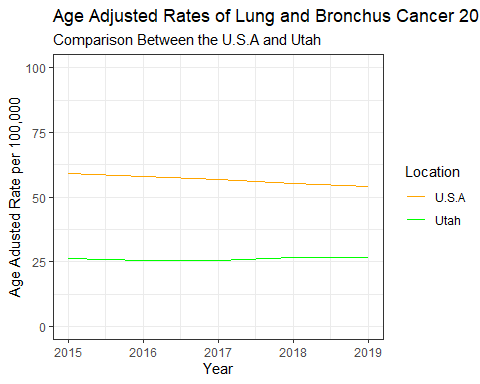 Age Adjusted Rates of Lung and Bronchus Cancer 20
Comparison Between the U.S.A and Utah
100
75
50
25
0
Age Adusted Rate per 100,000
2015 2016 2017 2018 2019
Year
Location
U.S.A
Utah